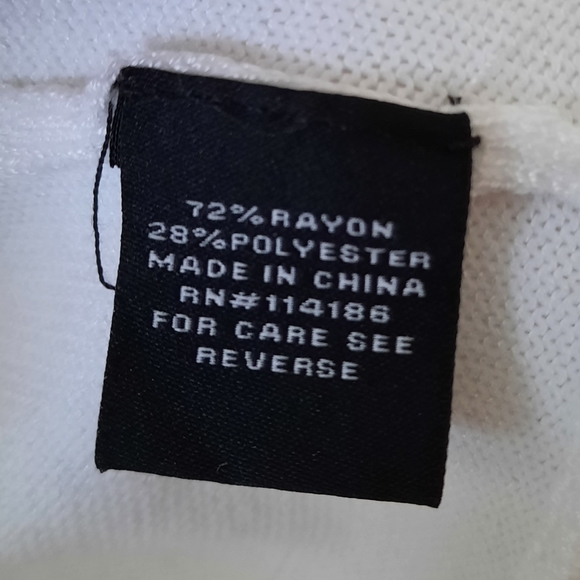 72% RAYON
28% POLYESTER
MADE IN CHINA
RN#114186
FOR CARE SEE
REVERSE